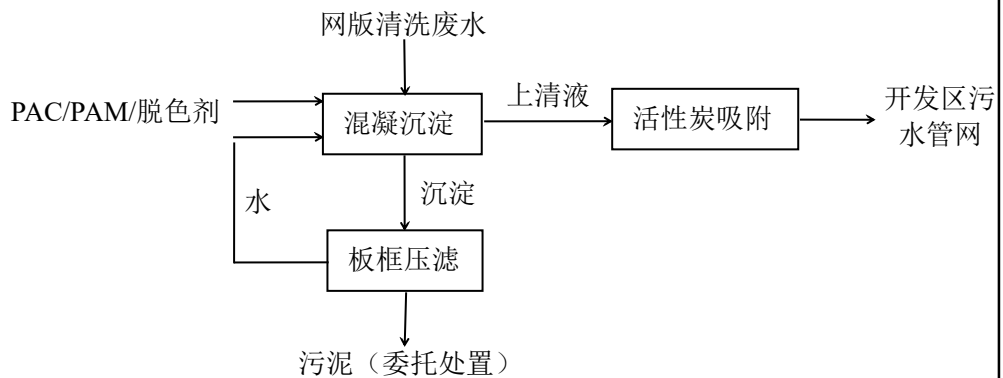 网版清洗废水
PAC/PAM/脱色剂
混凝沉淀
上清液
活性炭吸附
开发区污
水管网
水
沉淀
板框压滤
污泥（委托处置）